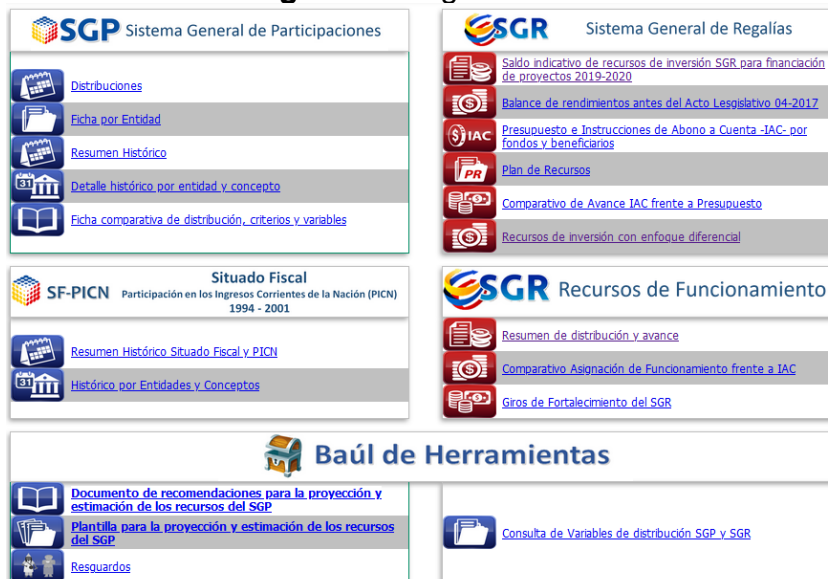 SGP Sistema General de Participaciones
Distribuciones
Ficha por Entidad
Resumen Histórico
31
Detalle histórico por entidad y concepto
Ficha comparativa de distribución, criterios y variables
SGR Sistema General de Regalías
Saldo indicativo de recursos de inversión SGR para financiación
de proyectos 2019-2020
Balance de rendimientos antes del Acto Lesgislativo 04-2017
IAC
Presupuesto e Instrucciones de Abono a Cuenta -IAC- por
fondos y beneficiarios
PR
Plan de Recursos
Comparativo de Avance IAC frente a Presupuesto
Recursos de inversión con enfoque diferencial
SF-PICN
Situado Fiscal
Participación en los Ingresos Corrientes de la Nación (PICN)
1994 - 2001
Resumen Histórico Situado Fiscal y PICN
31
Histórico por Entidades y Conceptos
SGR Recursos de Funcionamiento
Resumen de distribución y avance
Comparativo Asignación de Funcionamiento frente a IAC
Giros de Fortalecimiento del SGR
Baúl de Herramientas
Documento de recomendaciones para la proyección y
estimación de los recursos del SGP
Plantilla para la proyección y estimación de los recursos
del SGP
Resguardos
Consulta de Variables de distribución SGP y SGR